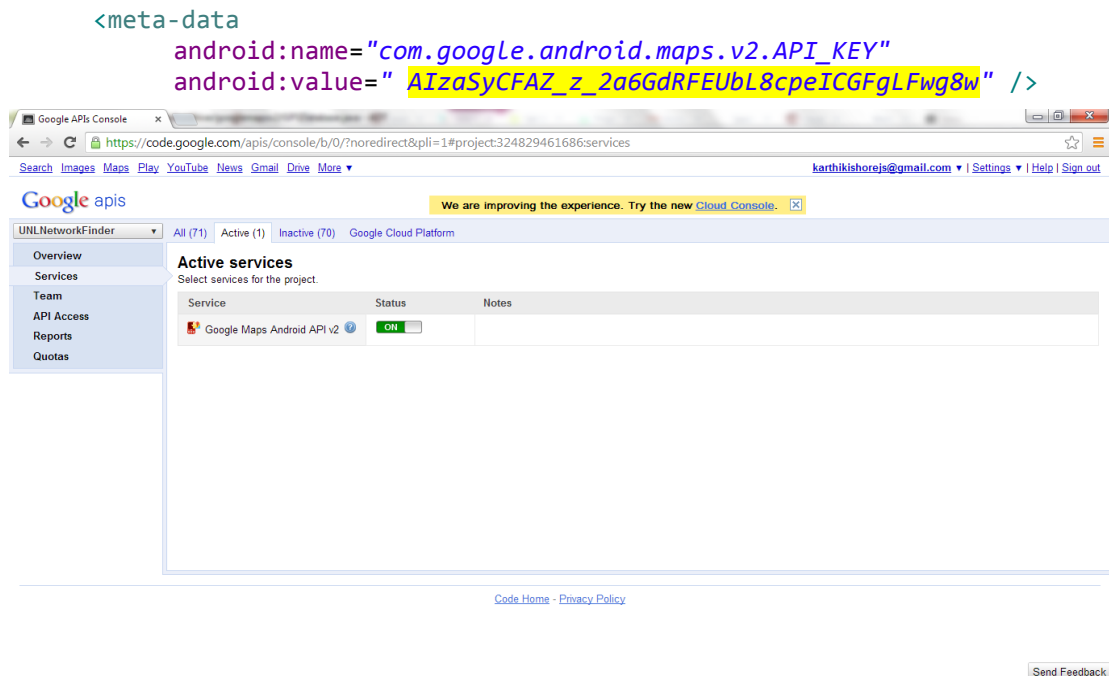 <meta-data
android:name="com.google.android.maps.v2.API_KEY"
android:value=" AIzaSyCFAZ_z_2a6GdRFEUbL8cpeICGFgLFwg8w" />
Google APIs Console ×
https://code.google.com/apis/console/b/0/?noredirect&pli=1#project:324829461686:services
Search Images Maps Play YouTube News Gmail Drive More ▼ karthikishorejs@gmail.com ▼ | Settings ▼ | Help | Sign out
Google apis We are improving the experience. Try the new Cloud Console. X
UNLNetworkFinder ▼ All (71) Active (1) Inactive (70) Google Cloud Platform
Overview
Services
Team
API Access
Reports
Quotas
Active services
Select services for the project.
Service Status Notes
Google Maps Android API v2 ? ON
Code Home - Privacy Policy
Send Feedback